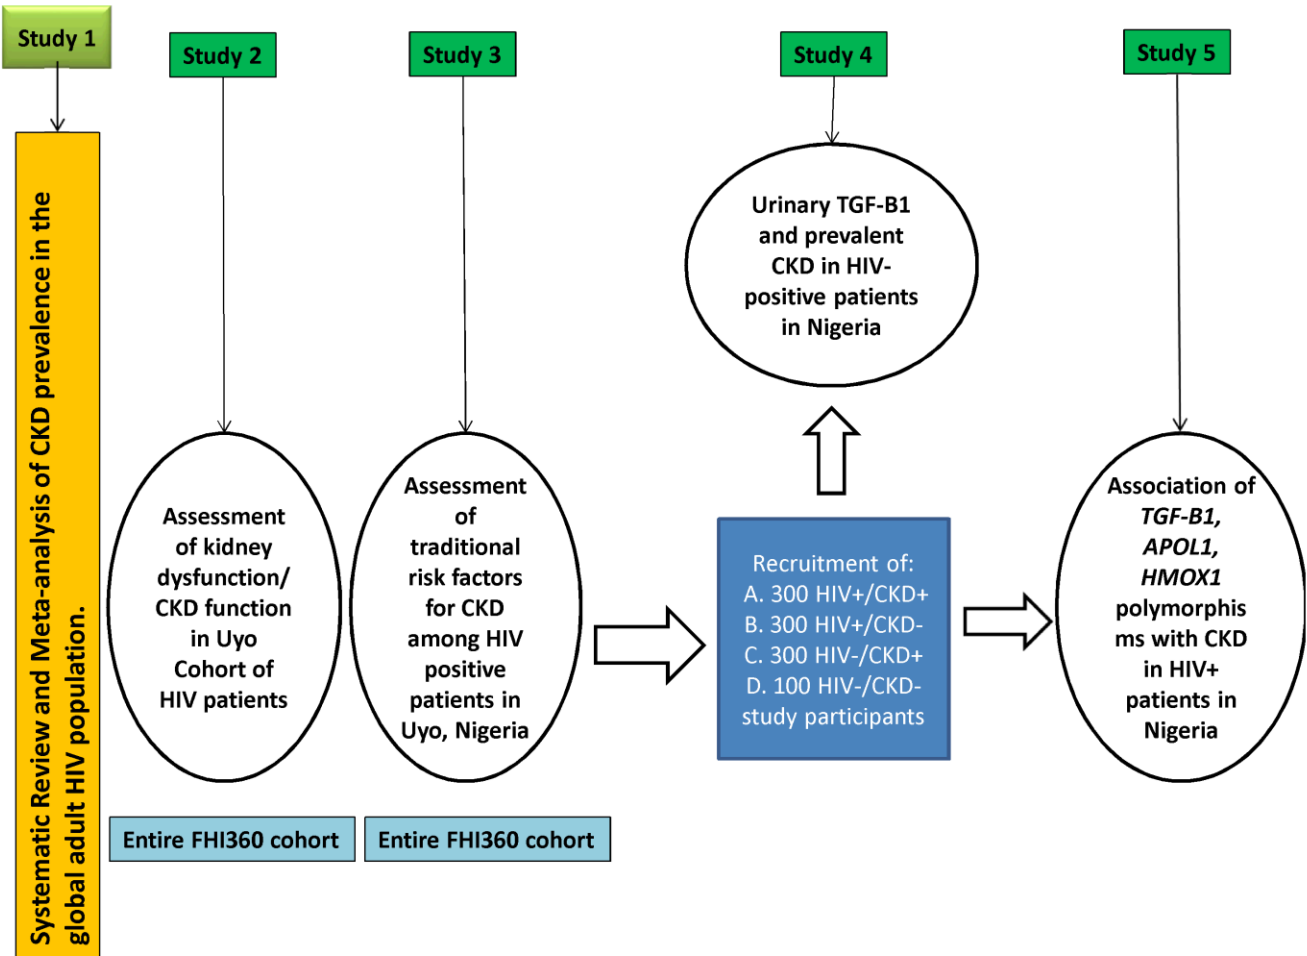 Study 1
Systematic Review and Meta-analysis of CKD prevalence in the
global adult HIV population.
Study 2
Assessment
of kidney
dysfunction/
CKD function
in Uyo
Cohort of
HIV patients
Entire FHI360 cohort
Study 3
Assessment
of
traditional
risk factors
for CKD
among HIV
positive
patients in
Uyo, Nigeria
Entire FHI360 cohort
Study 4
Urinary TGF-B1
and prevalent
CKD in HIV-
positive patients
in Nigeria
Recruitment of:
A. 300 HIV+/CKD+
B. 300 HIV+/CKD-
C. 300 HIV-/CKD+
D. 100 HIV-/CKD-
study participants
Study 5
Association of
TGF-B1,
APOL1,
HMOX1
polymorphis
ms with CKD
in HIV+
patients in
Nigeria